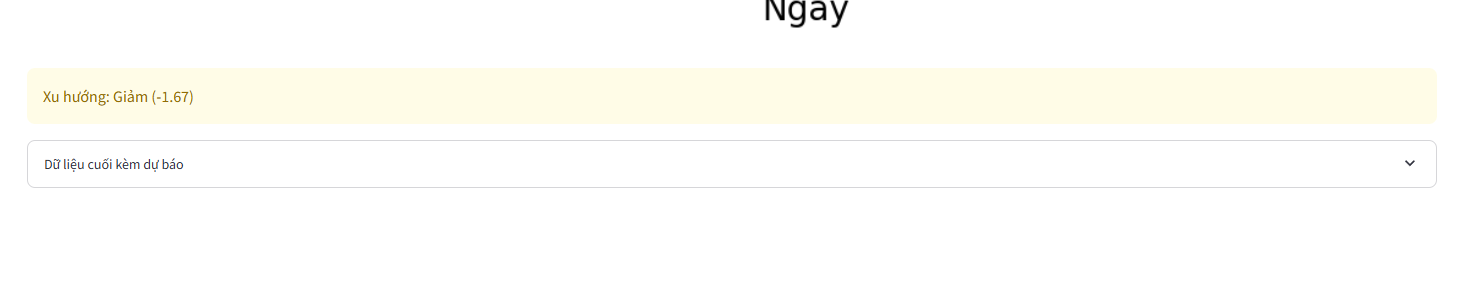 Ngày
Xu hướng: Giảm (-1.67)
Dữ liệu cuối kèm dự báo